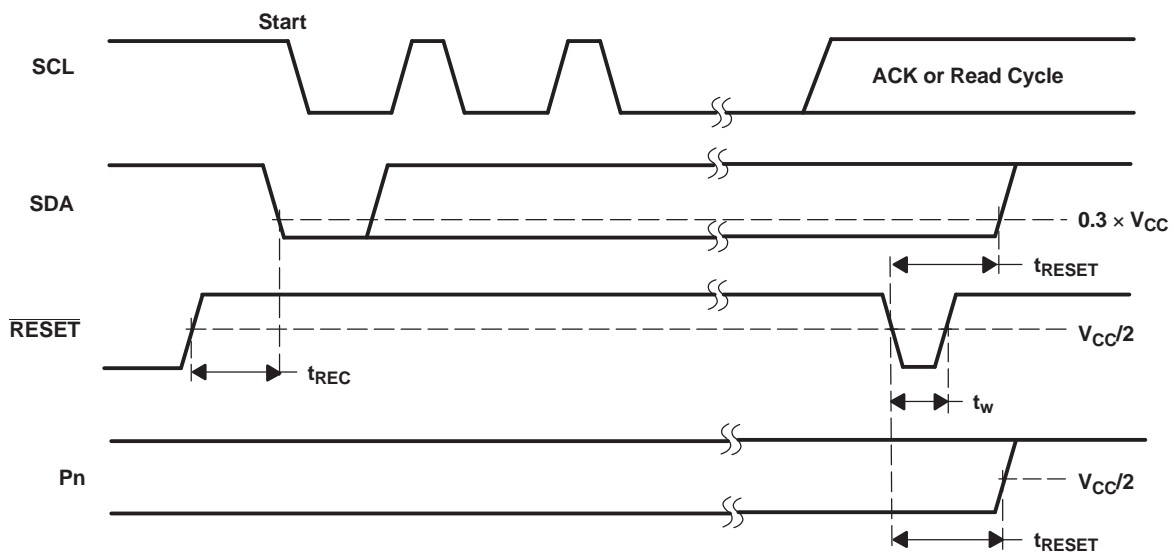 Start
SCL
ACK or Read Cycle
SDA
0.3 × VCC
tRESET
RESET
VCC/2
tREC
tw
Pn
VCC/2
tRESET